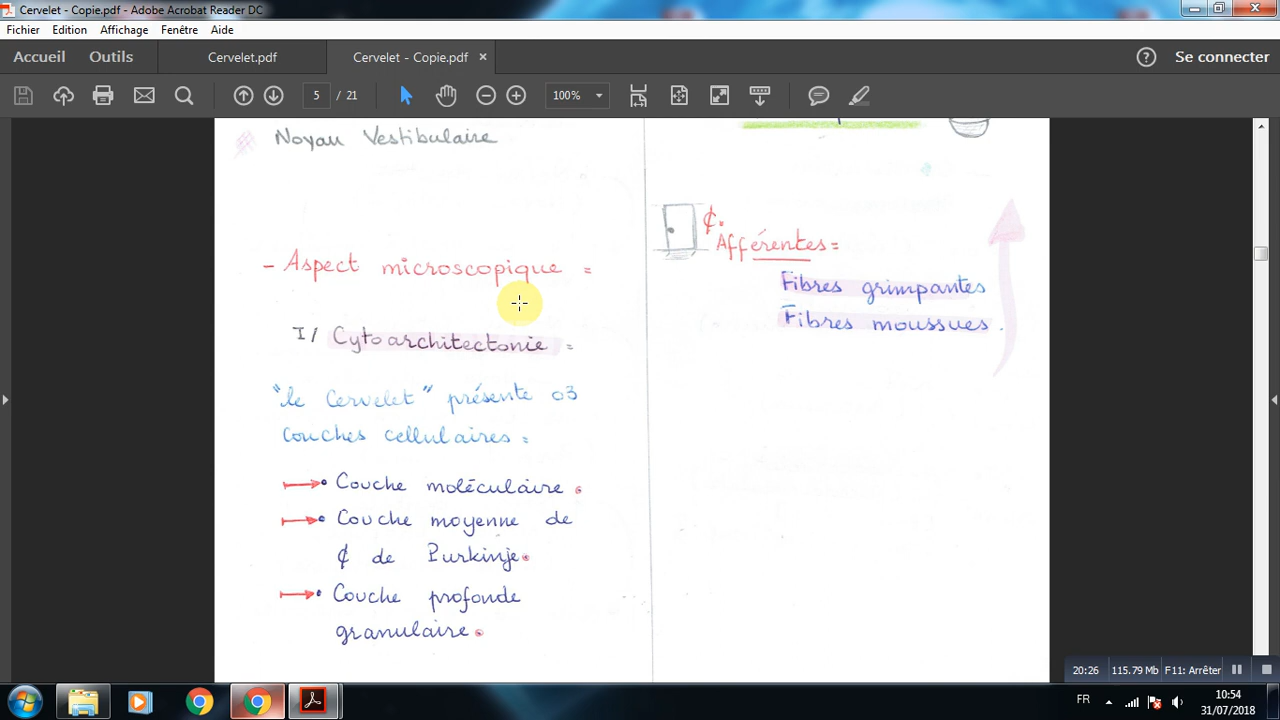 Cervelet - Copie.pdf - Adobe Acrobat Reader DC
Fichier Edition Affichage Fenêtre Aide
Accueil Outils Cervelet.pdf Cervelet - Copie.pdf × Se connecter
5 / 21 100%
Noyau Vestibulaire
- Aspect microscopique =
I/ Cytoarchitectonie =
"le Cervelet" présente 03
Couches cellulaires =
Couche moléculaire.
Couche moyenne de
¢ de Purkinje.
Couche profonde
granulaire.
¢.
Afférentes =
Fibres grimpantes
Fibres moussues.
20:26 115.79 Mb F11: Arrêter
FR 10:54
31/07/2018